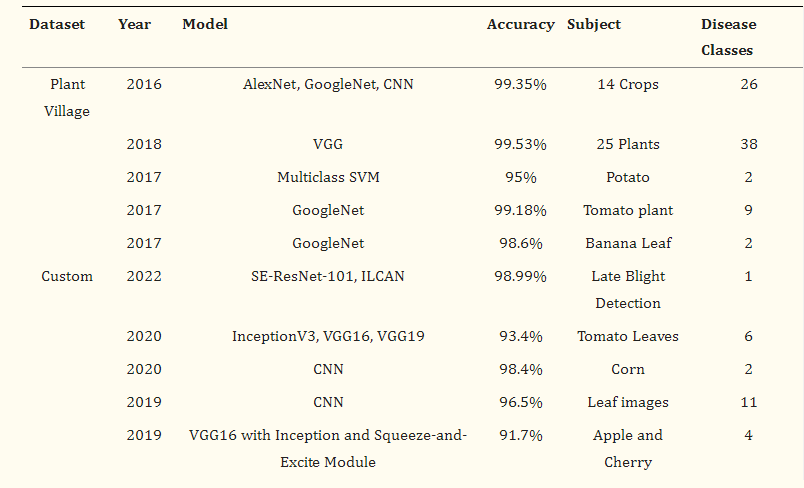 Dataset Year Model Accuracy Subject Disease
Classes
Plant 2016 AlexNet, GoogleNet, CNN 99.35% 14 Crops 26
Village
2018 VGG 99.53% 25 Plants 38
2017 Multiclass SVM 95% Potato 2
2017 GoogleNet 99.18% Tomato plant 9
2017 GoogleNet 98.6% Banana Leaf 2
Custom 2022 SE-ResNet-101, ILCAN 98.99% Late Blight 1
Detection
2020 InceptionV3, VGG16, VGG19 93.4% Tomato Leaves 6
2020 CNN 98.4% Corn 2
2019 CNN 96.5% Leaf images 11
2019 VGG16 with Inception and Squeeze-and- 91.7% Apple and 4
Excite Module Cherry